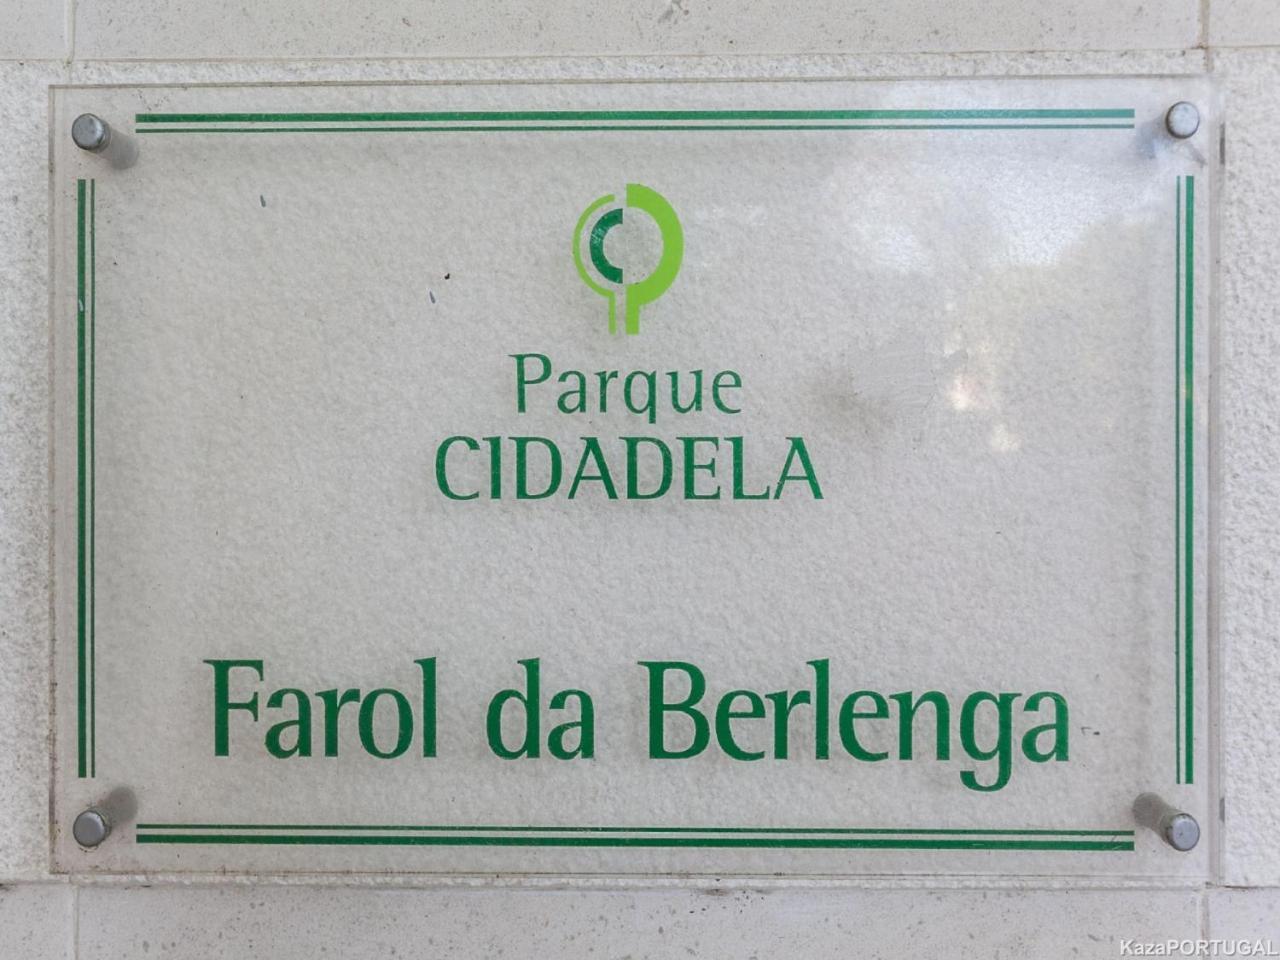 Parque
CIDADELA
Farol da Berlenga
KazaPORTUGAL